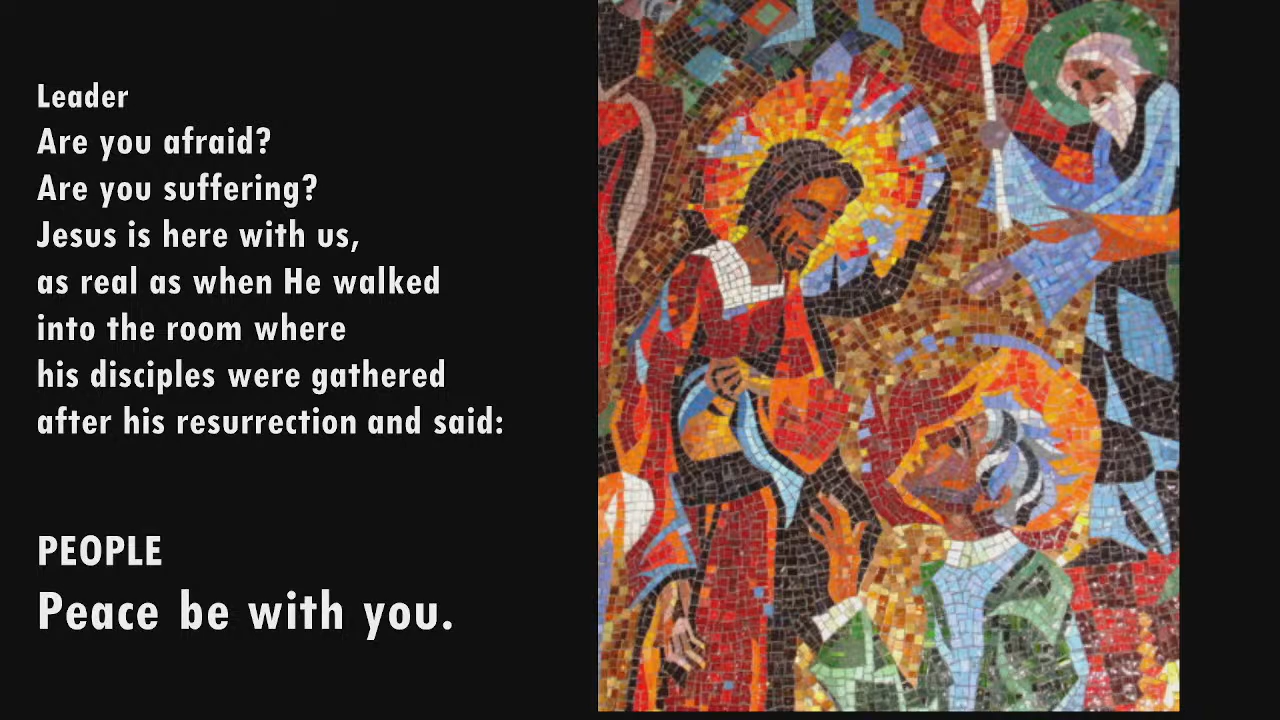 Leader
Are you afraid?
Are you suffering?
Jesus is here with us,
as real as when He walked
into the room where
his disciples were gathered
after his resurrection and said:
PEOPLE
Peace be with you.